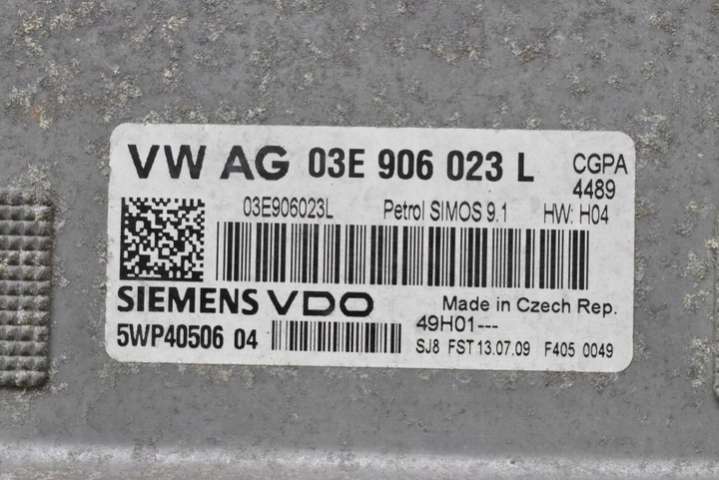 VW AG 03E 906 023 L CGPA
4489
03E906023L Petrol SIMOS 9.1 HW: H04
SIEMENS VDO Made in Czech Rep.
5WP40506 04 49H01---
SJ8 FST 13.07.09 F405 0049